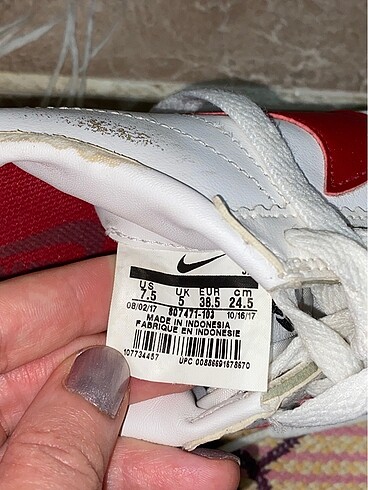 US UK EUR cm
7.5 5 38.5 24.5
08/02/17 807471-103 10/16/17
MADE IN INDONESIA
FABRIQUE EN INDONESIE
107734457 UPC 00886691678670